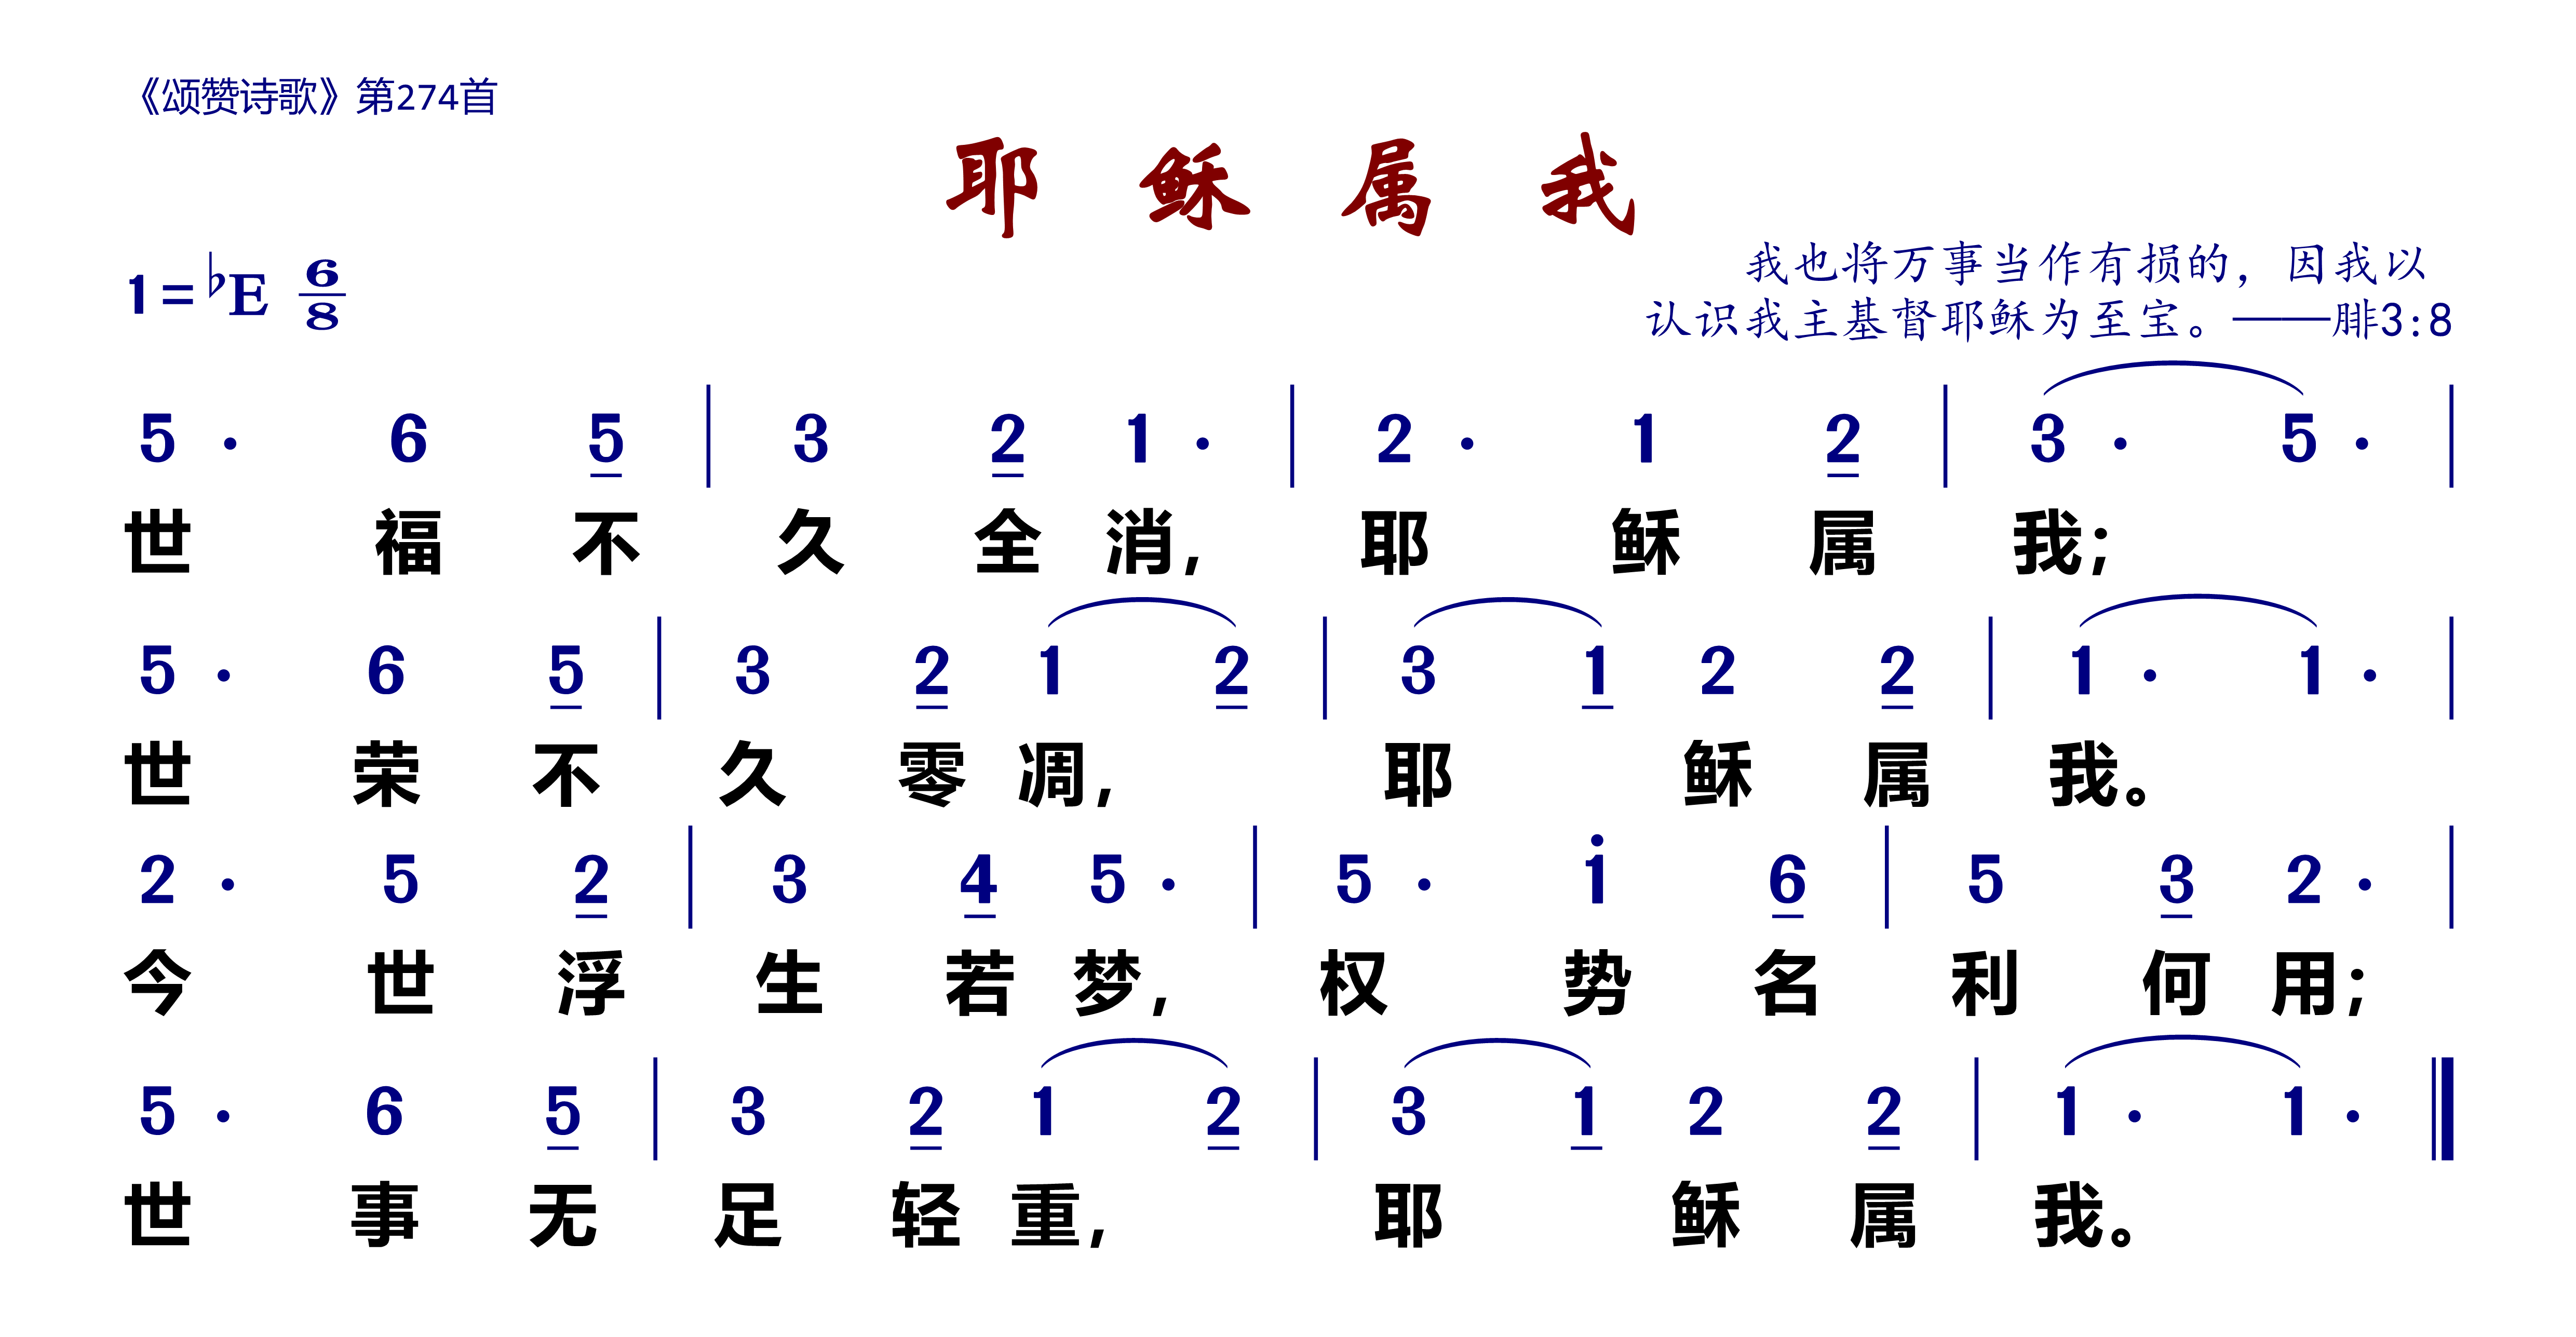 《颂赞诗歌》第274首
耶 稣 属 我
1=♭E 6/8
我也将万事当作有损的，因我以
认识我主基督耶稣为至宝。——腓3:8
5 · 6 5 | 3 2 1 · | 2 · 1 2 | 3 · 5 · |
世 福 不 久 全 消， 耶 稣 属 我；
5 · 6 5 | 3 2 1 2 | 3 1 2 2 | 1 · 1 · |
世 荣 不 久 零 凋， 耶 稣 属 我。
2 · 5 2 | 3 4 5 · | 5 · i 6 | 5 3 2 · |
今 世 浮 生 若 梦， 权 势 名 利 何 用；
5 · 6 5 | 3 2 1 2 | 3 1 2 2 | 1 · 1 · ‖
世 事 无 足 轻 重， 耶 稣 属 我。